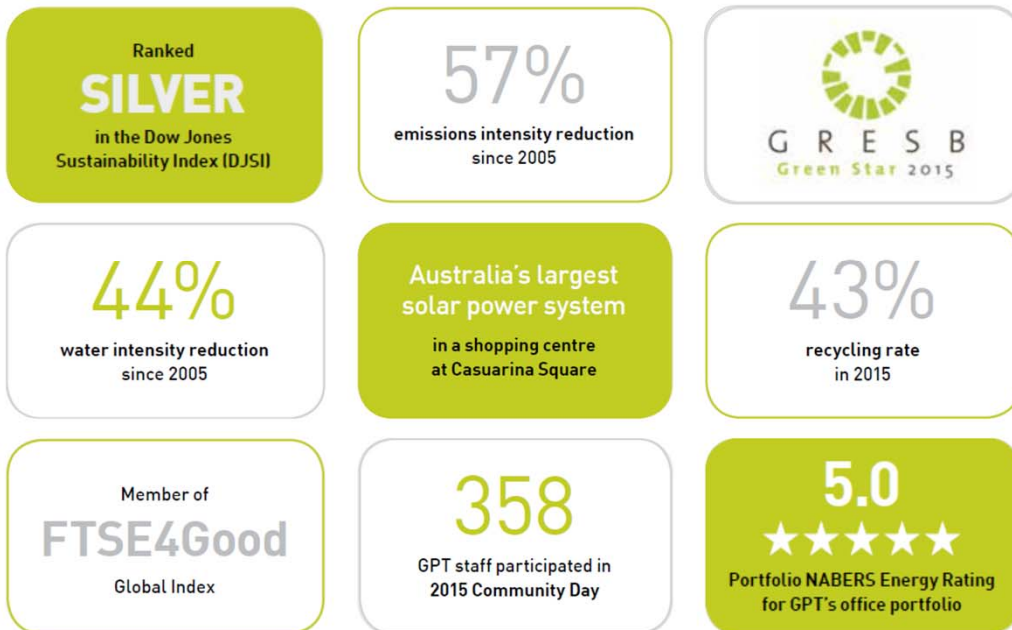 Ranked
SILVER
in the Dow Jones
Sustainability Index (DJSI)
57%
emissions intensity reduction
since 2005
GRESB
Green Star 2015
44%
water intensity reduction
since 2005
Australia's largest
solar power system
in a shopping centre
at Casuarina Square
43%
recycling rate
in 2015
Member of
FTSE4Good
Global Index
358
GPT staff participated in
2015 Community Day
5.0
Portfolio NABERS Energy Rating
for GPT's office portfolio